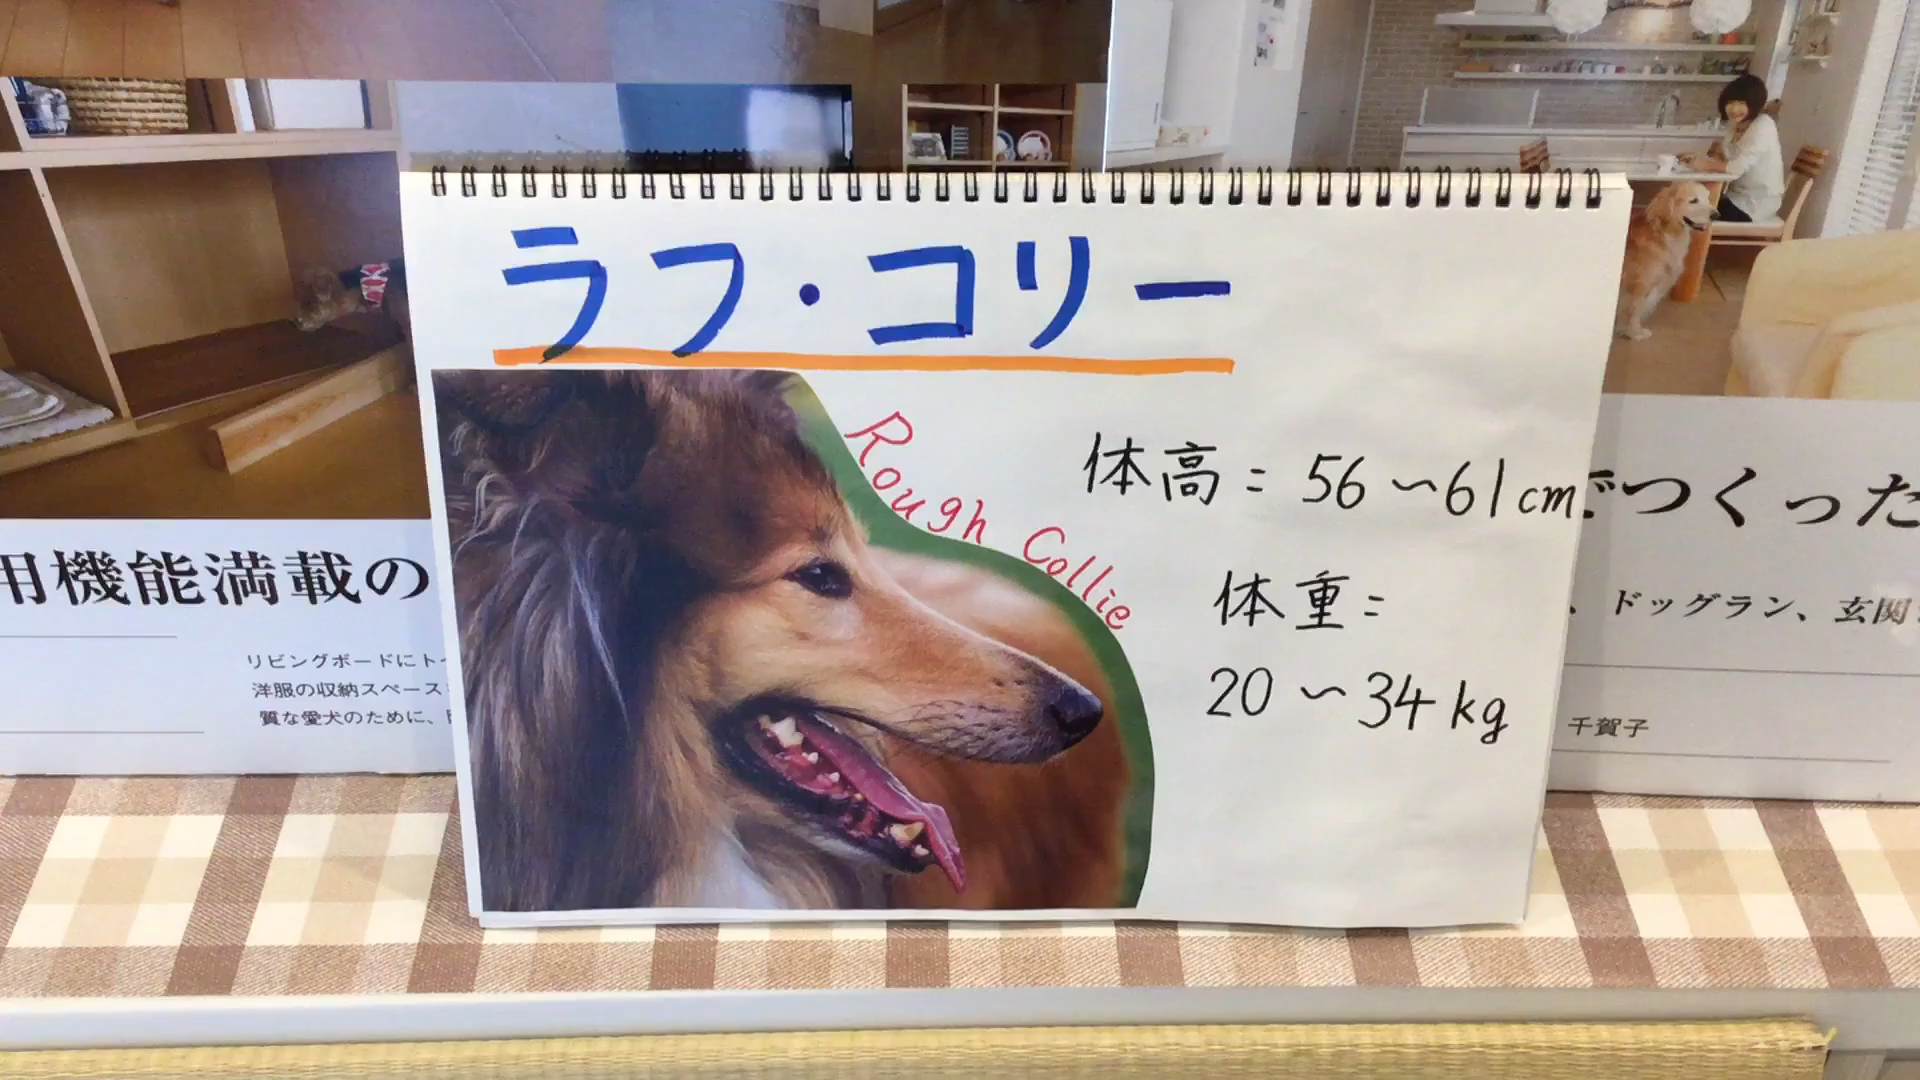 ラフ・コリー
Rough Collie
体高：56〜61cm
体重：
20〜34kg
用機能満載の
リビングボードにト
洋服の収納スペース
質な愛犬のために、
でつくった
、ドッグラン、玄関
千賀子